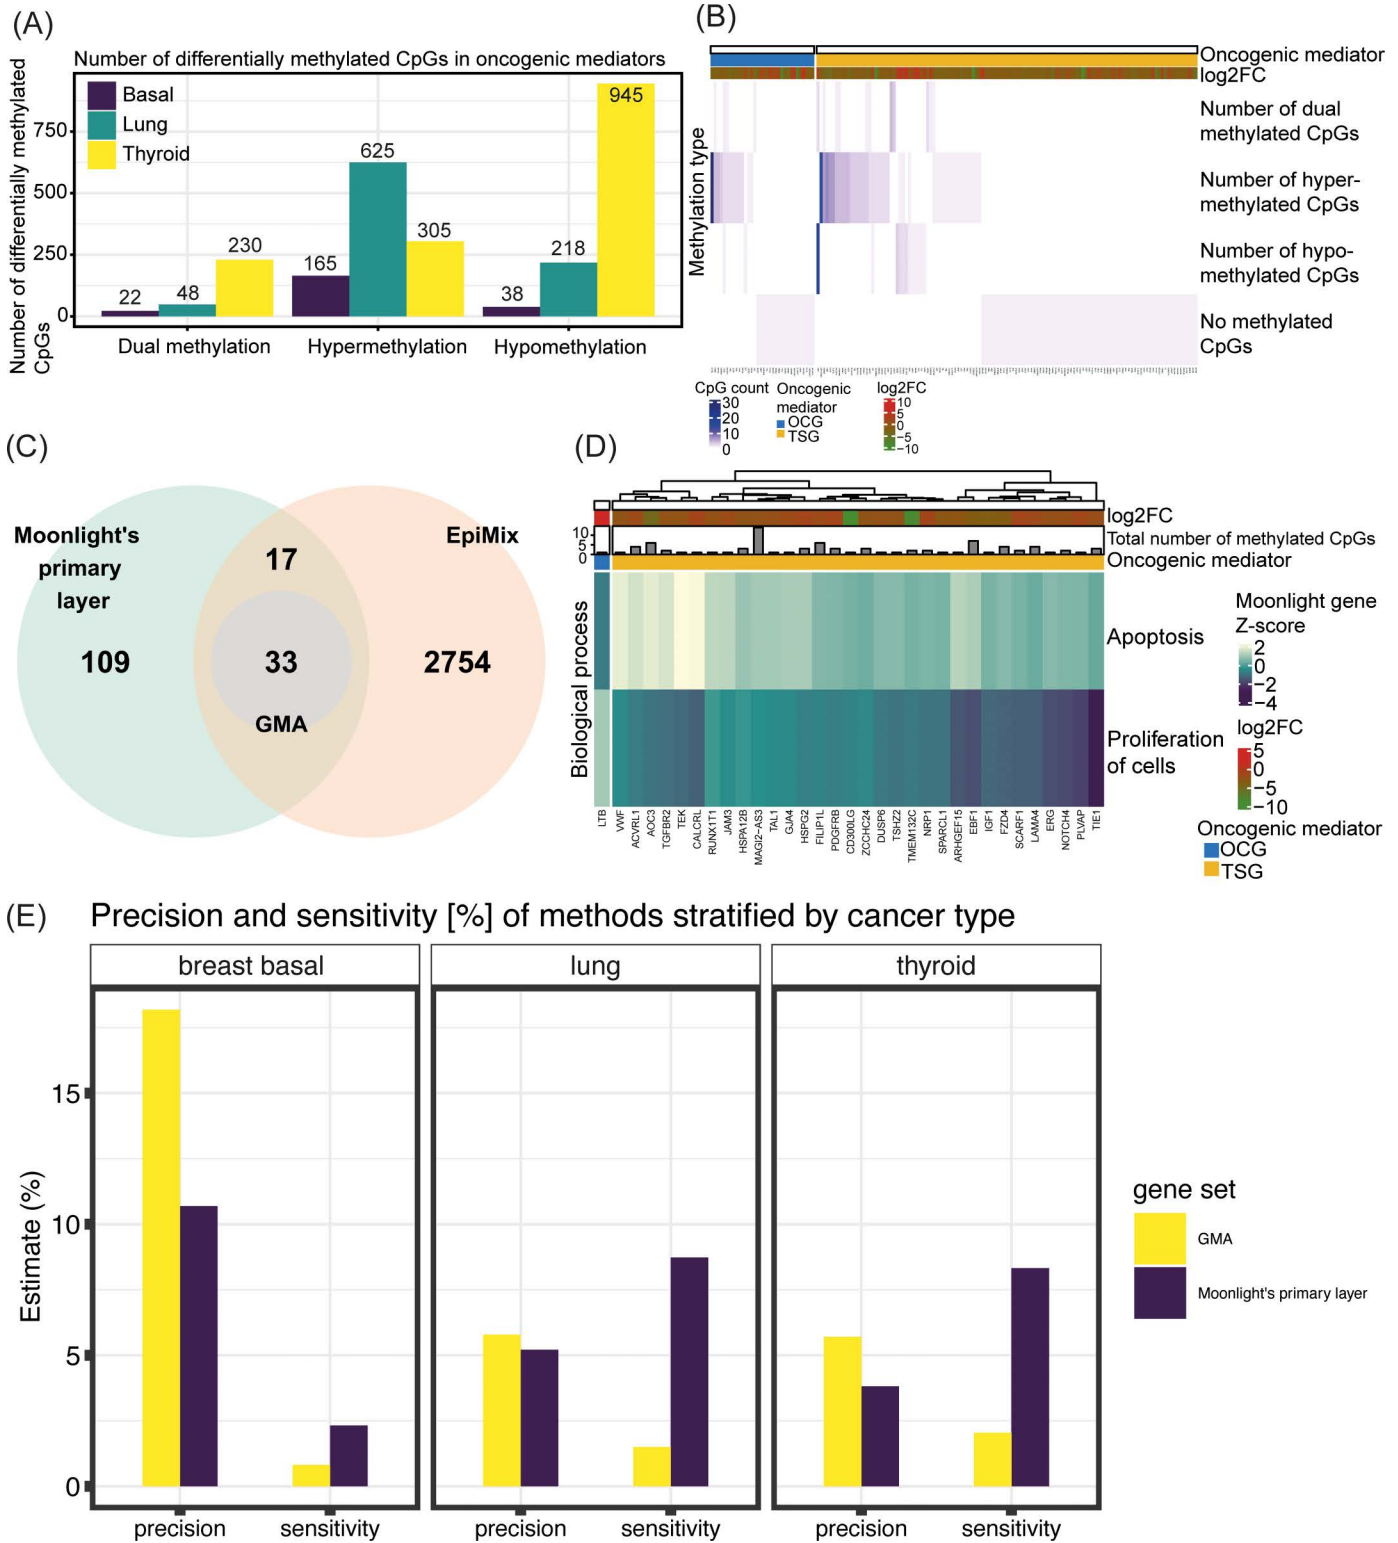 (A)
Number of differentially methylated CpGs in oncogenic mediators
Number of differentially methylated
CpGs
750
500
250
0
Basal
Lung
Thyroid
22
48
230
165
625
305
38
218
945
Dual methylation
Hypermethylation
Hypomethylation
(B)
Oncogenic mediator
log2FC
Methylation type
Number of dual
methylated CpGs
Number of hyper-
methylated CpGs
Number of hypo-
methylated CpGs
No methylated
CpGs
CpG count
30
20
10
0
Oncogenic
mediator
OCG
TSG
log2FC
10
5
0
−5
−10
(C)
Moonlight's
primary
layer
EpiMix
17
109
33
2754
GMA
(D)
log2FC
10
5
0
Total number of methylated CpGs
Oncogenic mediator
Biological process
Apoptosis
Proliferation
of cells
LTB
VWF
ACVRL1
AOC3
TGFBR2
TEK
CALCRL
RUNX1T1
JAM3
HSPA12B
MAGI2−AS3
TAL1
GJA4
HSPG2
FILIP1L
PDGFRB
CD300LG
ZCCHC24
DUSP6
TSHZ2
TMEM132C
NRP1
SPARCL1
ARHGEF15
EBF1
IGF1
FZD4
SCARF1
LAMA4
ERG
NOTCH4
PLVAP
TIE1
Moonlight gene
Z-score
2
0
−2
−4
log2FC
5
0
−5
−10
Oncogenic mediator
OCG
TSG
(E)
Precision and sensitivity [%] of methods stratified by cancer type
breast basal
lung
thyroid
Estimate (%)
15
10
5
0
precision
sensitivity
precision
sensitivity
precision
sensitivity
gene set
GMA
Moonlight's primary layer